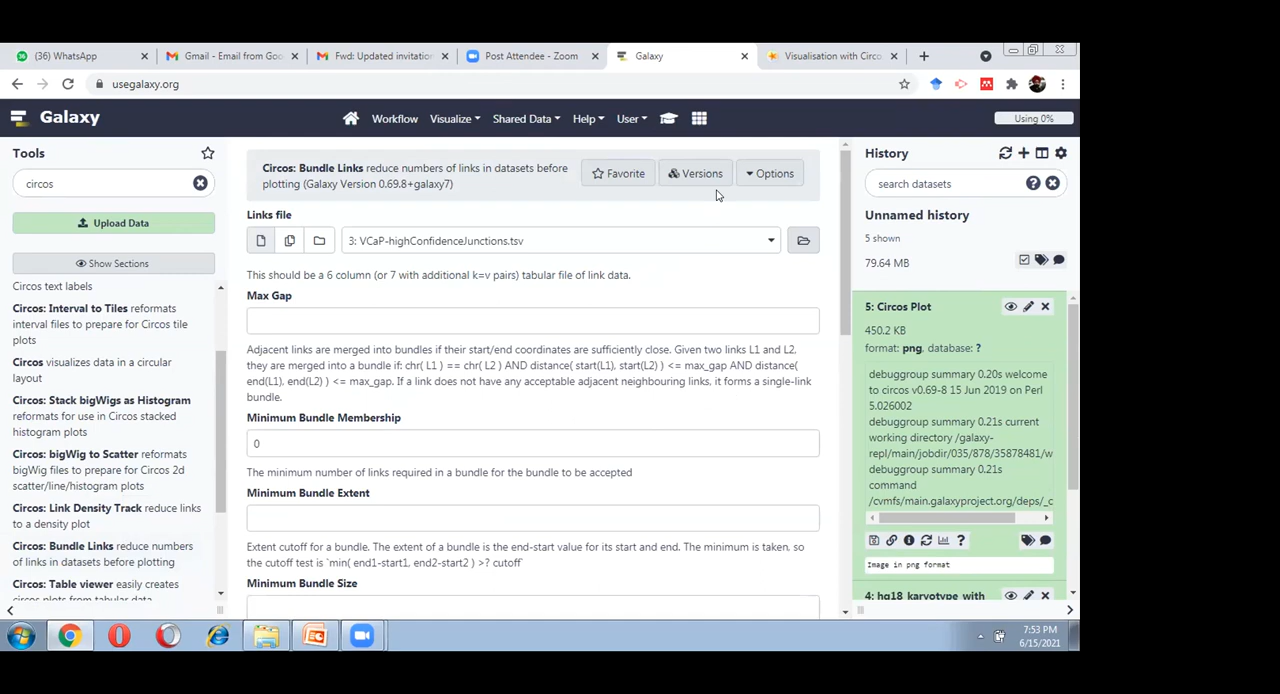 (36) WhatsApp
Gmail - Email from Goo
Fwd: Updated invitation
Post Attendee - Zoom
Galaxy
Visualisation with Circo
usegalaxy.org
Galaxy
Workflow
Visualize
Shared Data
Help
User
Using 0%
Tools
circos
Upload Data
Show Sections
Circos text labels
Circos: Interval to Tiles reformats
interval files to prepare for Circos tile
plots
Circos visualizes data in a circular
layout
Circos: Stack bigWigs as Histogram
reformats for use in Circos stacked
histogram plots
Circos: bigWig to Scatter reformats
bigWig files to prepare for Circos 2d
scatter/line/histogram plots
Circos: Link Density Track reduce links
to a density plot
Circos: Bundle Links reduce numbers
of links in datasets before plotting
Circos: Table viewer easily creates
circos plots from tabular data
Circos: Bundle Links reduce numbers of links in datasets before
plotting (Galaxy Version 0.69.8+galaxy7)
Favorite
Versions
Options
Links file
3: VCaP-highConfidenceJunctions.tsv
This should be a 6 column (or 7 with additional k=v pairs) tabular file of link data.
Max Gap
Adjacent links are merged into bundles if their start/end coordinates are sufficiently close. Given two links L1 and L2,
they are merged into a bundle if: chr( L1 ) == chr( L2 ) AND distance( start(L1), start(L2) ) <= max_gap AND distance(
end(L1), end(L2) ) <= max_gap. If a link does not have any acceptable adjacent neighbouring links, it forms a single-link
bundle.
Minimum Bundle Membership
0
The minimum number of links required in a bundle for the bundle to be accepted
Minimum Bundle Extent
Extent cutoff for a bundle. The extent of a bundle is the end-start value for its start and end. The minimum is taken, so
the cutoff test is `min( end1-start1, end2-start2 ) >? cutoff`
Minimum Bundle Size
History
search datasets
Unnamed history
5 shown
79.64 MB
5: Circos Plot
450.2 KB
format: png, database: ?
debuggroup summary 0.20s welcome
to circos v0.69-8 15 Jun 2019 on Perl
5.026002
debuggroup summary 0.21s current
working directory /galaxy-
repl/main/jobdir/035/878/35878481/w
debuggroup summary 0.21s
command
/cvmfs/main.galaxyproject.org/deps/_c
Image in png format
4: hg18_karyotype_with
7:53 PM
6/15/2021